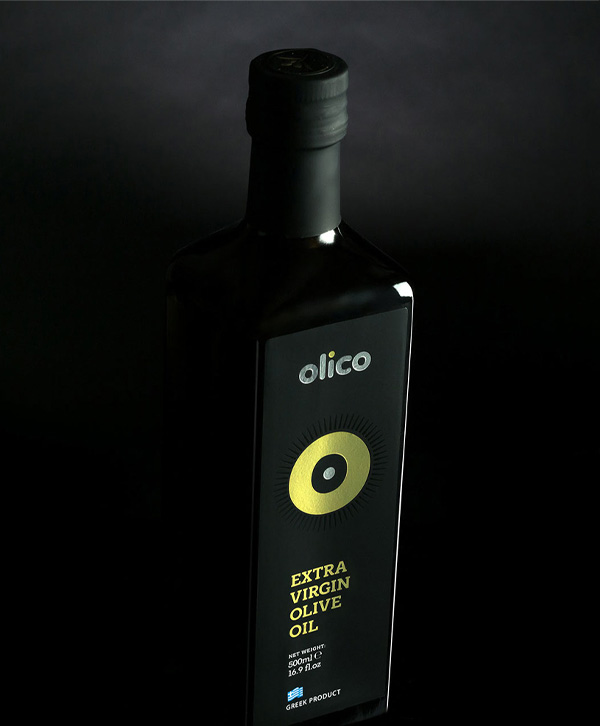 olico
EXTRA
VIRGIN
OLIVE
OIL
NET WEIGHT:
500ml ℮
16.9 fl.oz
GREEK PRODUCT